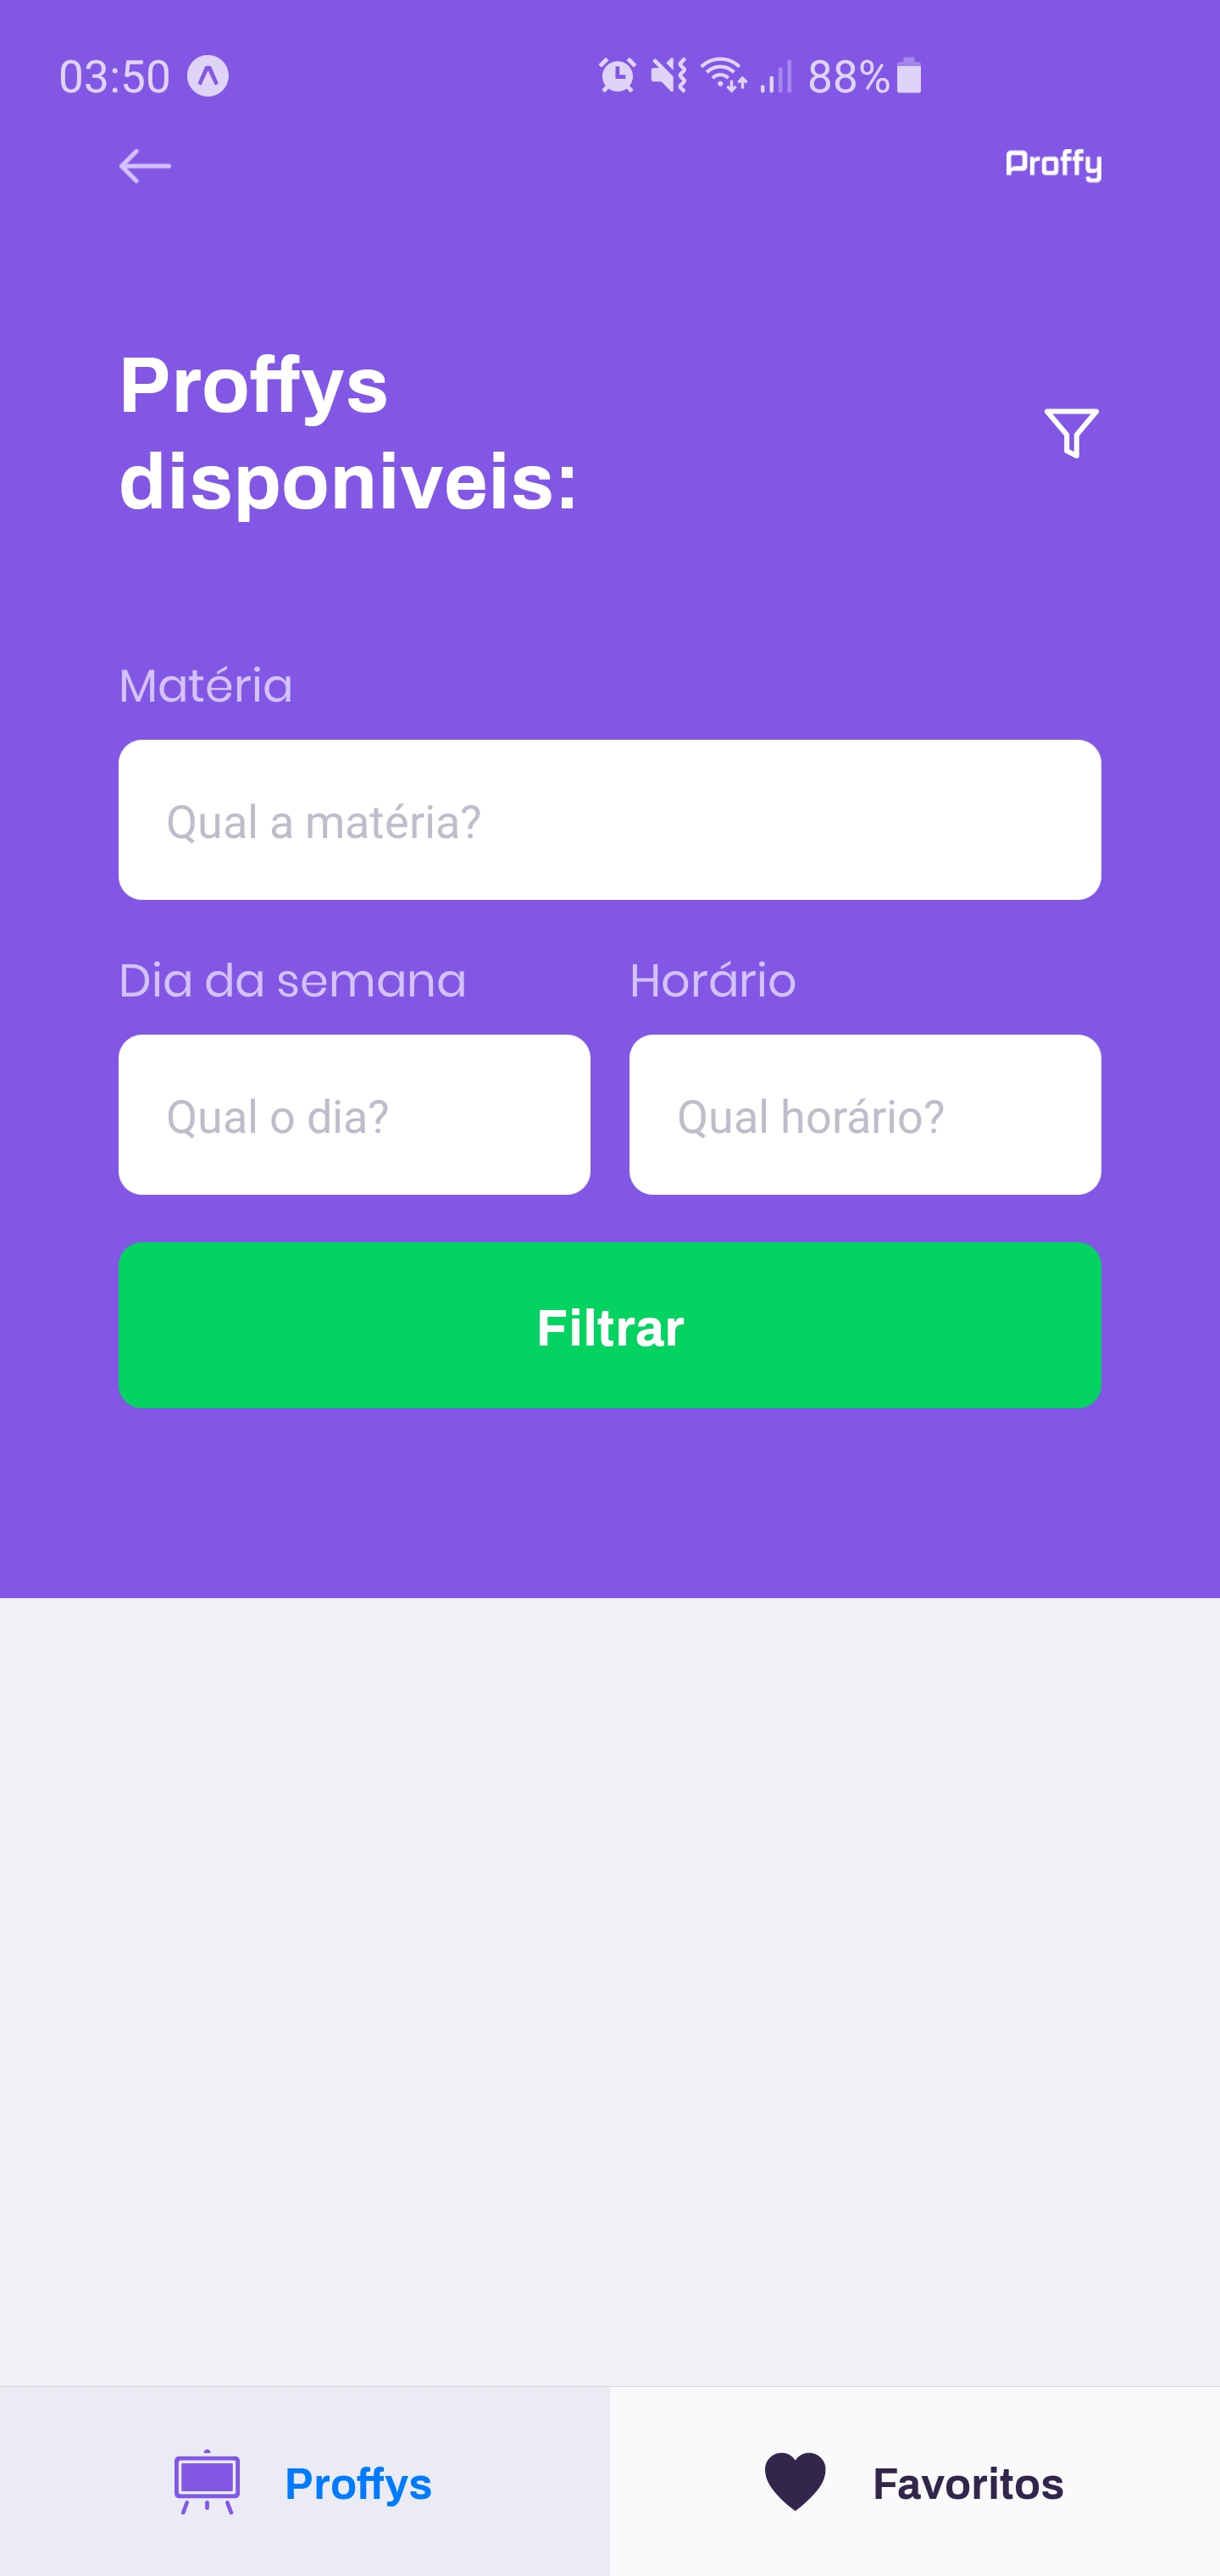 03:50 88%
Proffy
Proffys
disponiveis:
Matéria
Qual a matéria?
Dia da semana Horário
Qual o dia? Qual horário?
Filtrar
Proffys Favoritos